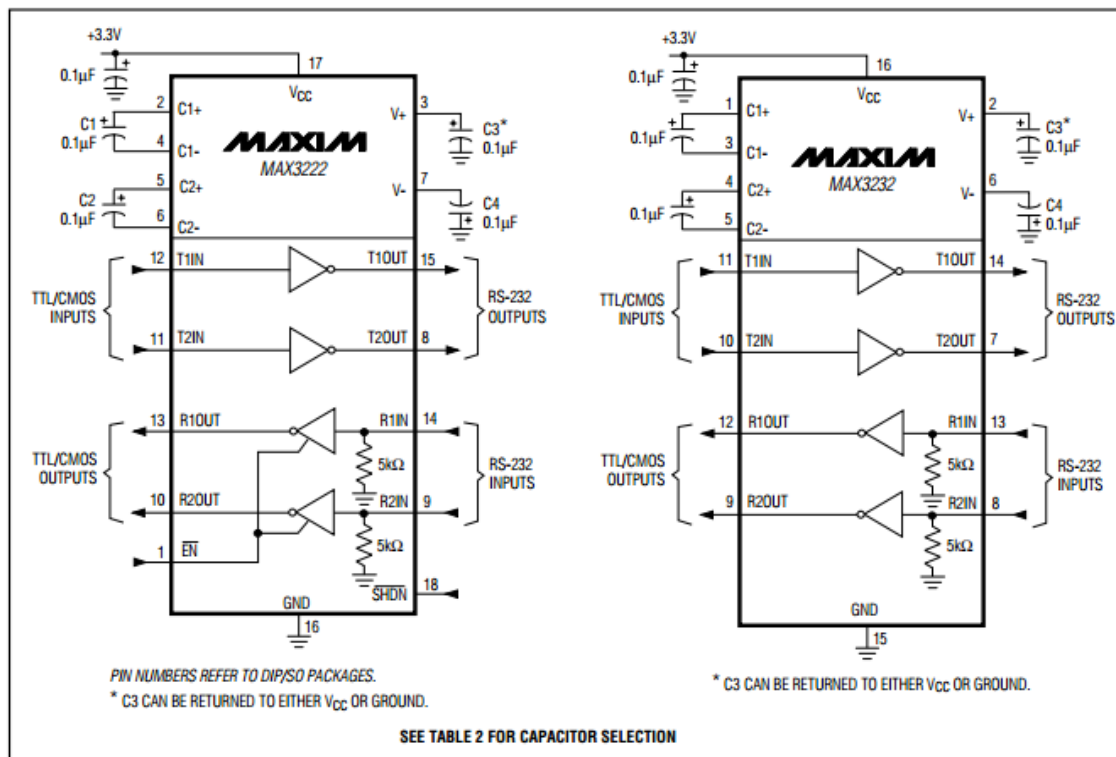 +3.3V
0.1µF
17
VCC
2
C1+
C1
0.1µF
4
C1-
5
C2+
C2
0.1µF
6
C2-
MAXIM
MAX3222
3
V+
C3*
0.1µF
7
V-
C4
0.1µF
12
T1IN
T1OUT
15
TTL/CMOS
INPUTS
RS-232
OUTPUTS
11
T2IN
T2OUT
8
13
R1OUT
R1IN
14
TTL/CMOS
OUTPUTS
5kΩ
RS-232
INPUTS
10
R2OUT
R2IN
9
5kΩ
1
EN
SHDN
18
GND
16
PIN NUMBERS REFER TO DIP/SO PACKAGES.
* C3 CAN BE RETURNED TO EITHER VCC OR GROUND.
+3.3V
0.1µF
16
VCC
1
C1+
0.1µF
3
C1-
4
C2+
0.1µF
5
C2-
MAXIM
MAX3232
2
V+
C3*
0.1µF
6
V-
C4
0.1µF
11
T1IN
T1OUT
14
TTL/CMOS
INPUTS
RS-232
OUTPUTS
10
T2IN
T2OUT
7
12
R1OUT
R1IN
13
TTL/CMOS
OUTPUTS
5kΩ
RS-232
INPUTS
9
R2OUT
R2IN
8
5kΩ
GND
15
* C3 CAN BE RETURNED TO EITHER VCC OR GROUND.
SEE TABLE 2 FOR CAPACITOR SELECTION